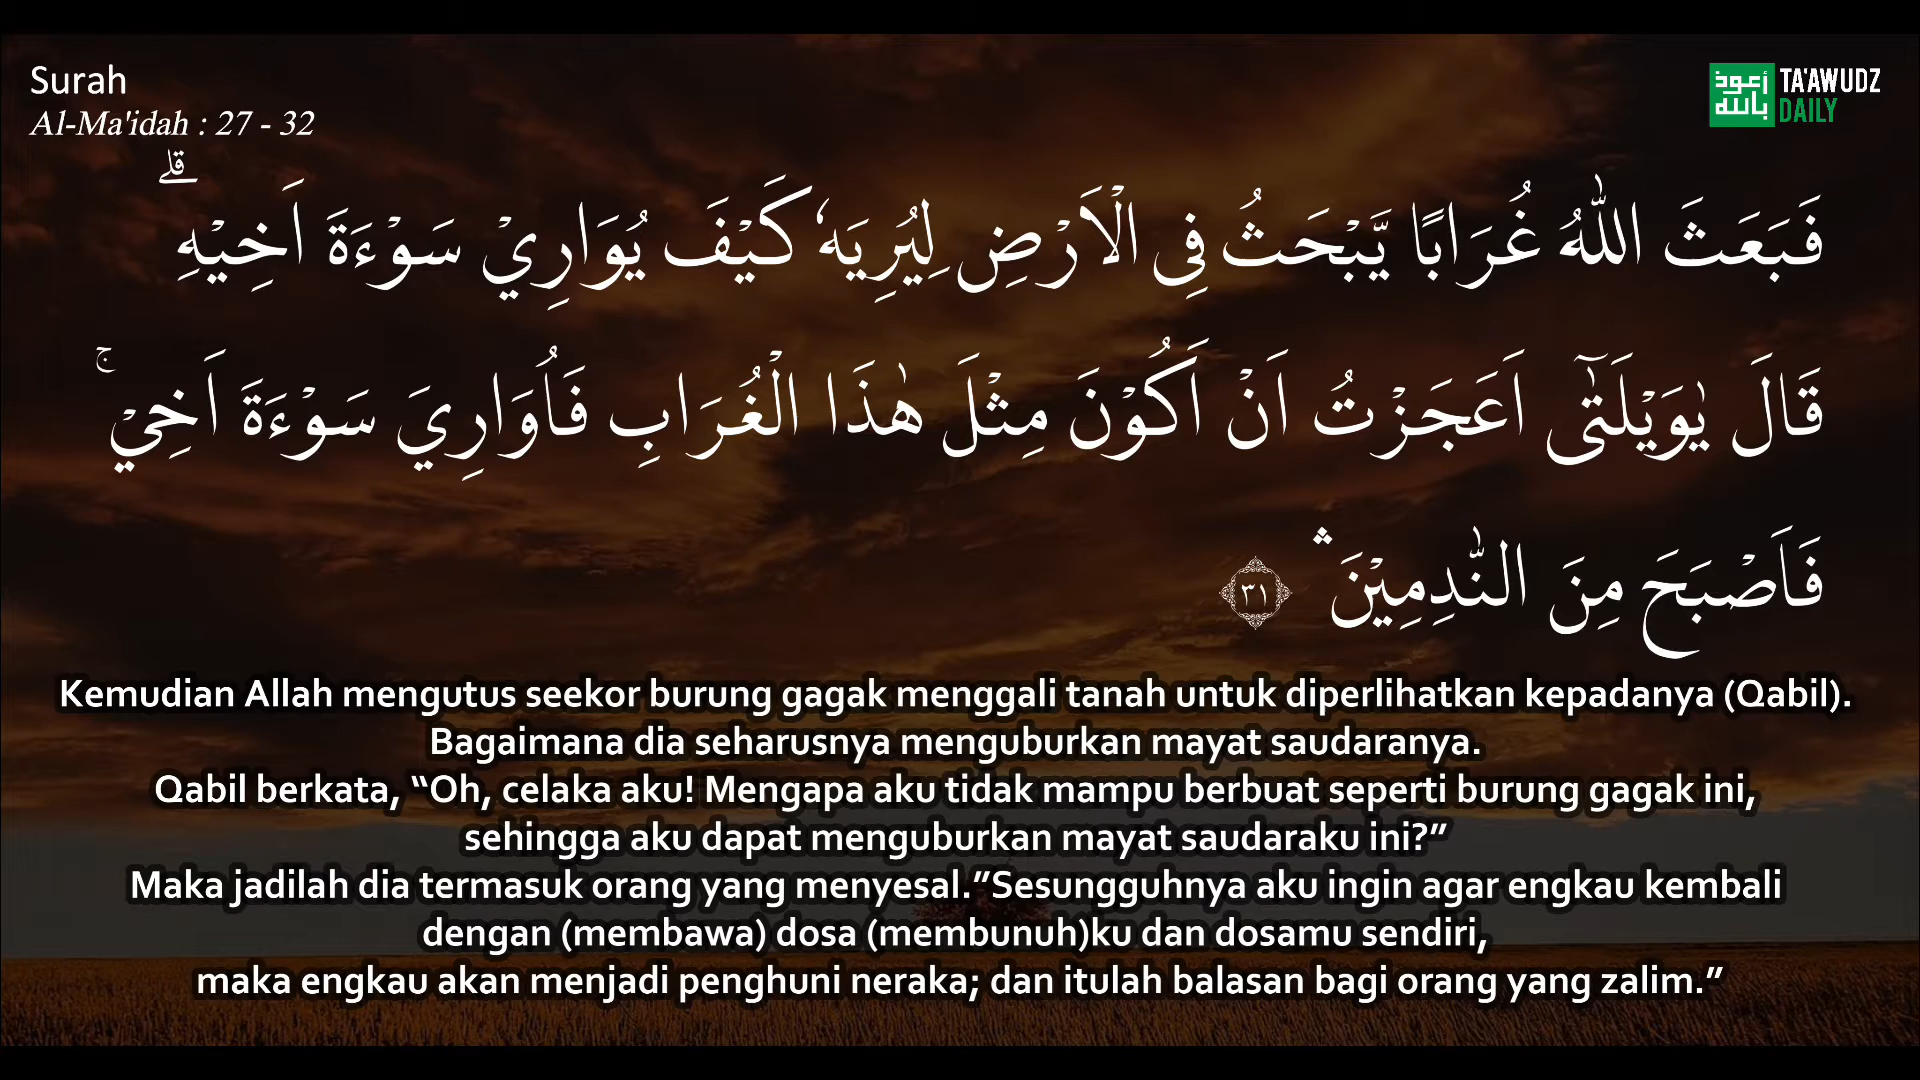 Surah
Al-Ma'idah : 27 - 32
أعوذ
بالله
TA'AWUDZ
DAILY
فَبَعَثَ اللّٰهُ غُرَابًا يَّبْحَثُ فِى الْاَرْضِ لِيُرِيَهٗ كَيْفَ يُوَارِيْ سَوْءَةَ اَخِيْهِ ۗ
قَالَ يٰوَيْلَتٰٓى اَعَجَزْتُ اَنْ اَكُوْنَ مِثْلَ هٰذَا الْغُرَابِ فَاُوَارِيَ سَوْءَةَ اَخِيْ ۚ
فَاَصْبَحَ مِنَ النّٰدِمِيْنَ ۛ ٣١
Kemudian Allah mengutus seekor burung gagak menggali tanah untuk diperlihatkan kepadanya (Qabil).
Bagaimana dia seharusnya menguburkan mayat saudaranya.
Qabil berkata, “Oh, celaka aku! Mengapa aku tidak mampu berbuat seperti burung gagak ini,
sehingga aku dapat menguburkan mayat saudaraku ini?”
Maka jadilah dia termasuk orang yang menyesal.”Sesungguhnya aku ingin agar engkau kembali
dengan (membawa) dosa (membunuh)ku dan dosamu sendiri,
maka engkau akan menjadi penghuni neraka; dan itulah balasan bagi orang yang zalim.”